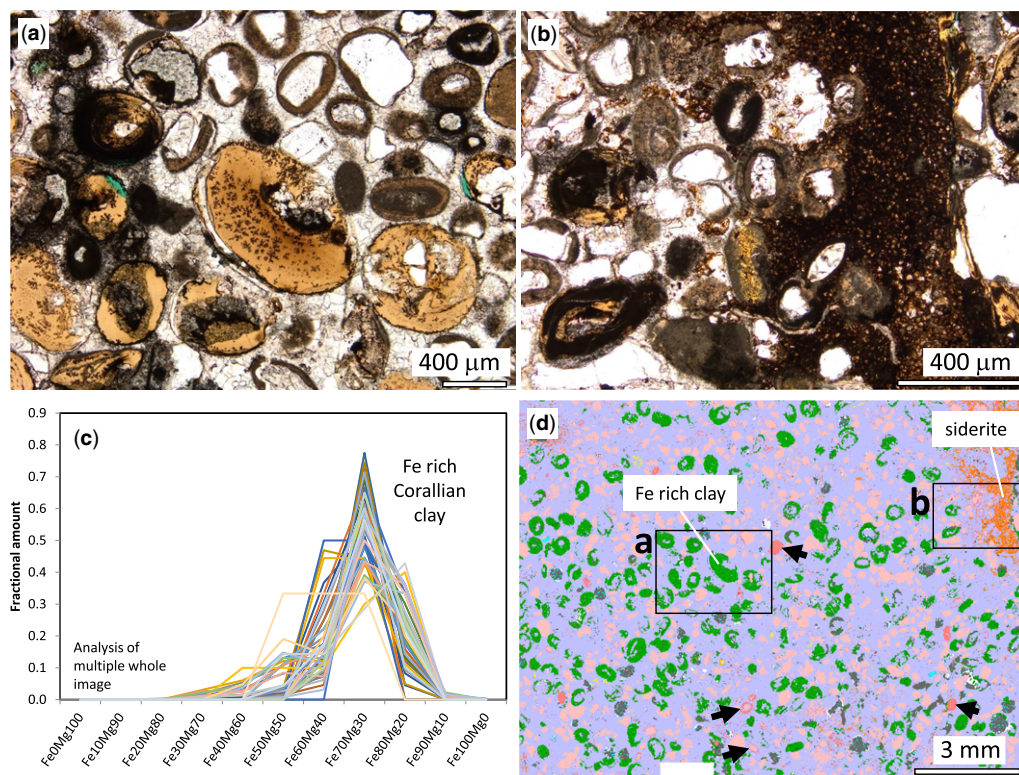 (a)
400 μm
(b)
400 μm
(c)
Fe rich
Corallian
clay
Analysis of
multiple whole
image
Fractional amount
0.9
0.8
0.7
0.6
0.5
0.4
0.3
0.2
0.1
0.0
Fe0Mg100
Fe10Mg90
Fe20Mg80
Fe30Mg70
Fe40Mg60
Fe50Mg50
Fe60Mg40
Fe70Mg30
Fe80Mg20
Fe90Mg10
Fe100Mg0
(d)
siderite
Fe rich clay
a
b
3 mm